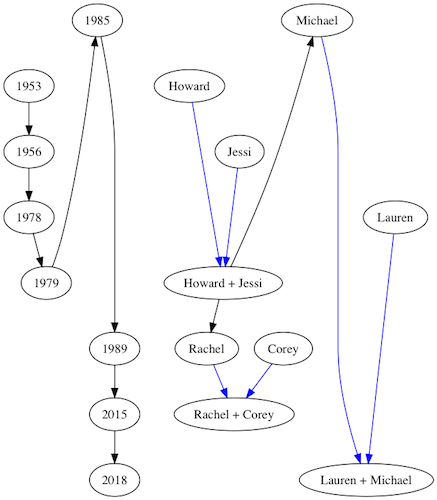 1985
Michael
1953
Howard
1956
Jessi
1978
Lauren
1979
Howard + Jessi
1989
Rachel
Corey
2015
Rachel + Corey
2018
Lauren + Michael